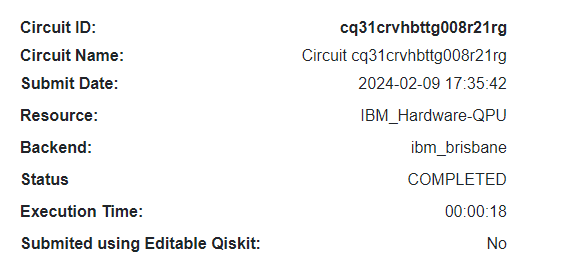 Circuit ID: cq31crvhbttg008r21rg
Circuit Name: Circuit cq31crvhbttg008r21rg
Submit Date: 2024-02-09 17:35:42
Resource: IBM_Hardware-QPU
Backend: ibm_brisbane
Status COMPLETED
Execution Time: 00:00:18
Submited using Editable Qiskit: No